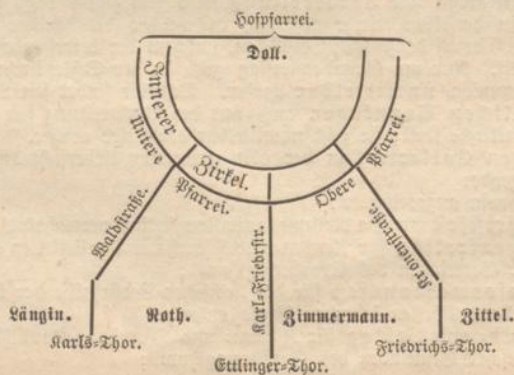 Hofpfarrei.
Doll.
Innerer
Zirkel.
Untere
Pfarrei.
Obere
Pfarrei.
Waldstraße.
Karl-Friedrstr.
Kronenstraße.
Längin.
Roth.
Zimmermann.
Zittel.
Karls-Thor.
Ettlinger-Thor.
Friedrichs-Thor.